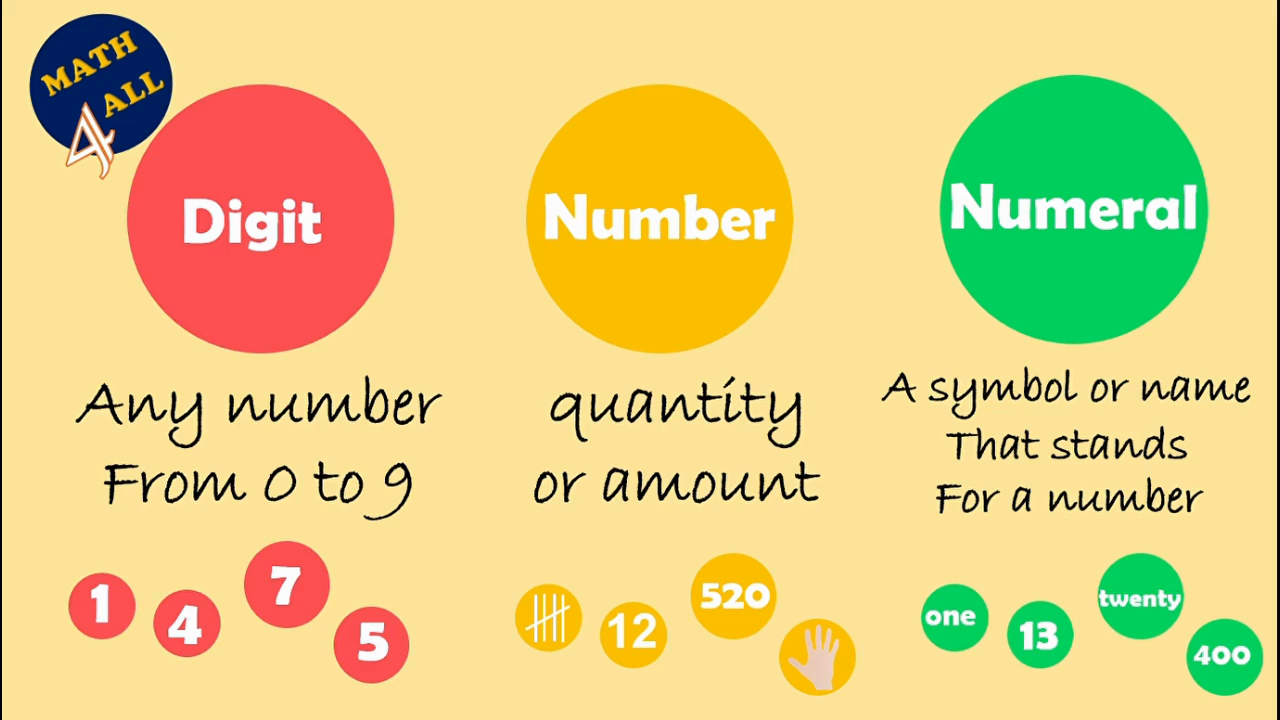 MATH
4 ALL
Digit
Number
Numeral
Any number
From 0 to 9
quantity
or amount
A symbol or name
That stands
For a number
1 4 7 5
12 520
one 13 twenty 400